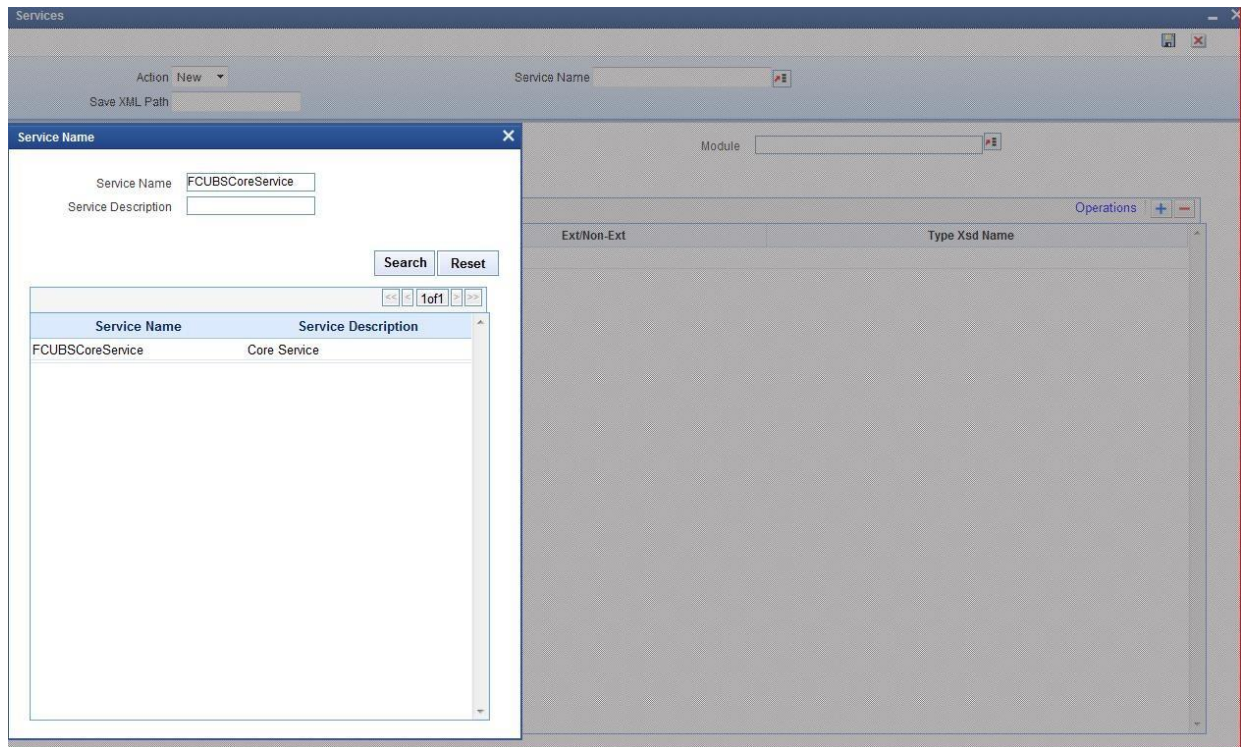 Services
Action New
Service Name
Save XML Path
Service Name
Service Name FCUBSCoreService
Service Description
Search Reset
<< < 1of1 > >>
Service Name Service Description
FCUBSCoreService Core Service
Module
Operations + −
Ext/Non-Ext Type Xsd Name